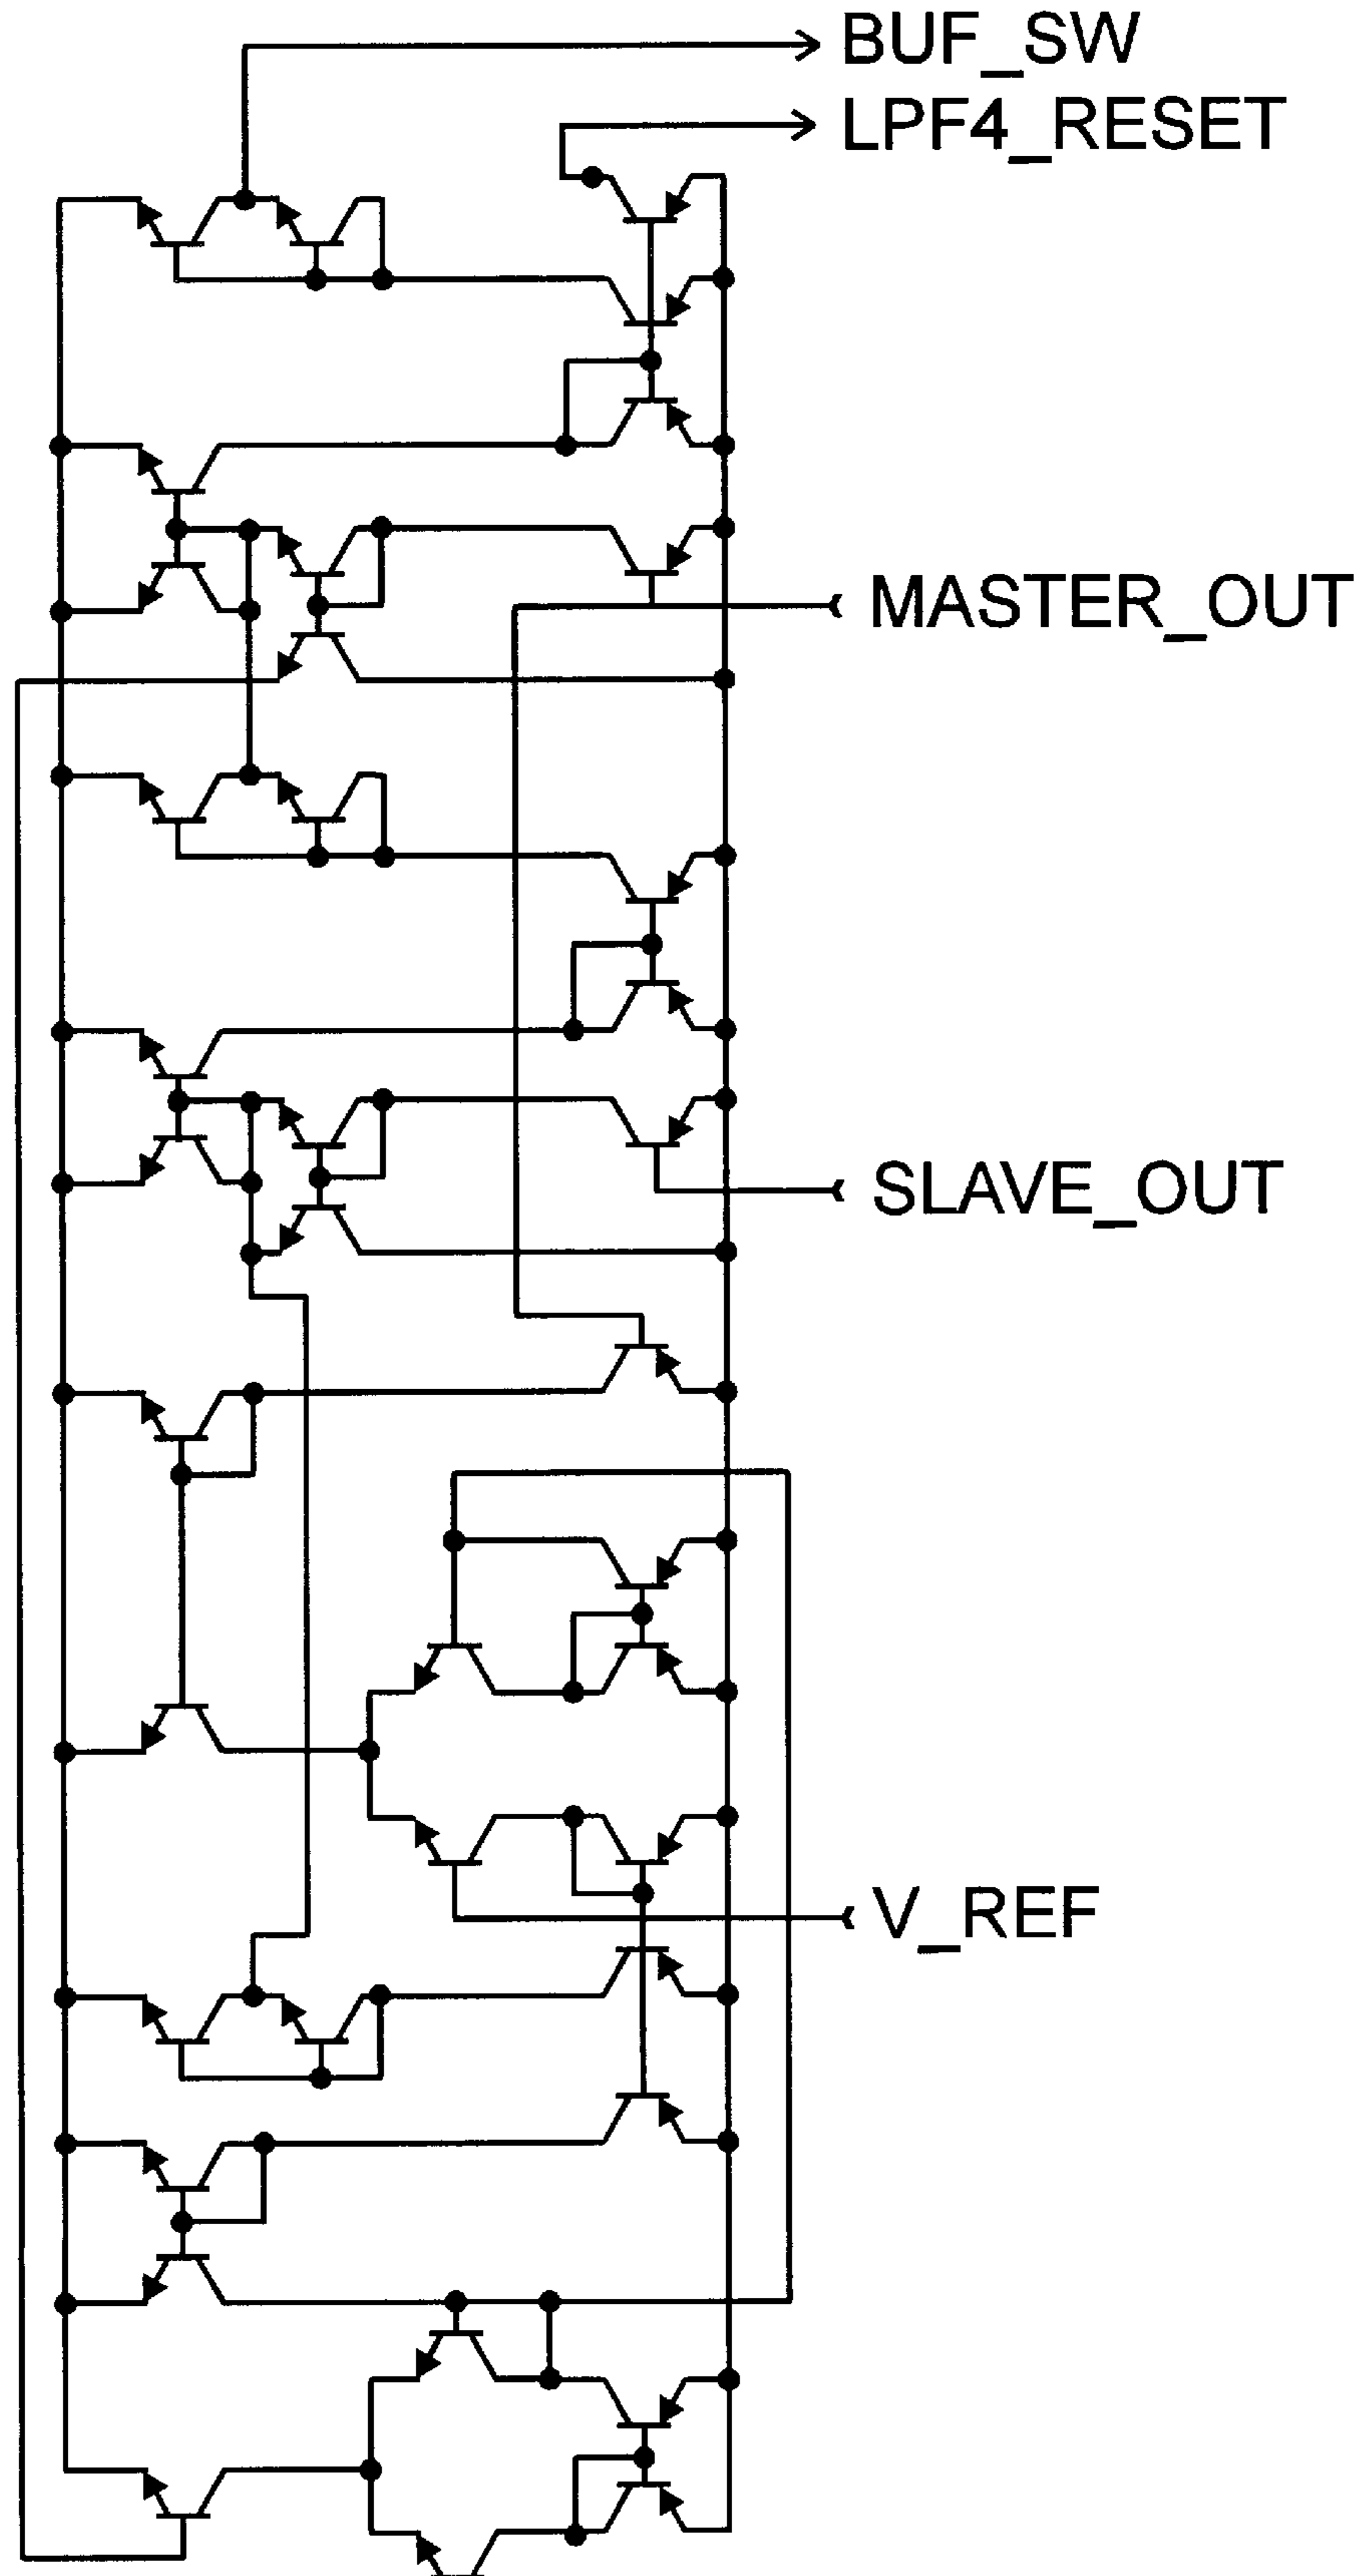 BUF_SW
LPF4_RESET
MASTER_OUT
SLAVE_OUT
V_REF